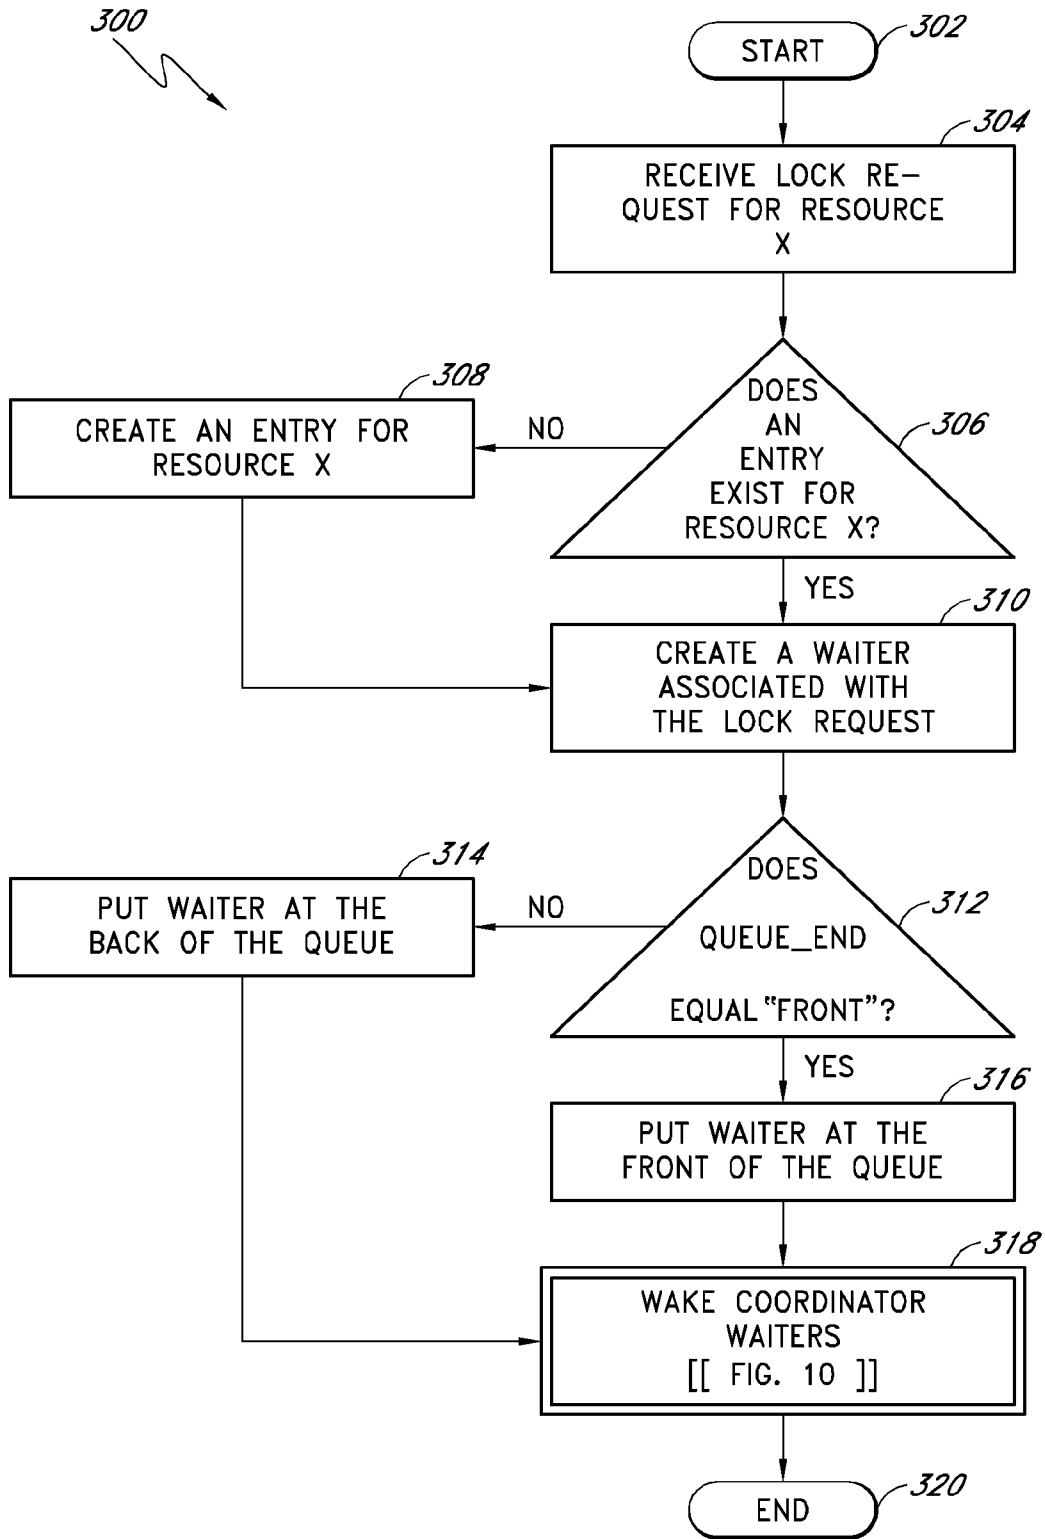 300
302
START
304
RECEIVE LOCK RE-
QUEST FOR RESOURCE
X
308
CREATE AN ENTRY FOR
RESOURCE X
NO
306
DOES
AN
ENTRY
EXIST FOR
RESOURCE X?
YES
310
CREATE A WAITER
ASSOCIATED WITH
THE LOCK REQUEST
314
PUT WAITER AT THE
BACK OF THE QUEUE
NO
312
DOES
QUEUE_END
EQUAL "FRONT"?
YES
316
PUT WAITER AT THE
FRONT OF THE QUEUE
318
WAKE COORDINATOR
WAITERS
[[ FIG. 10 ]]
320
END